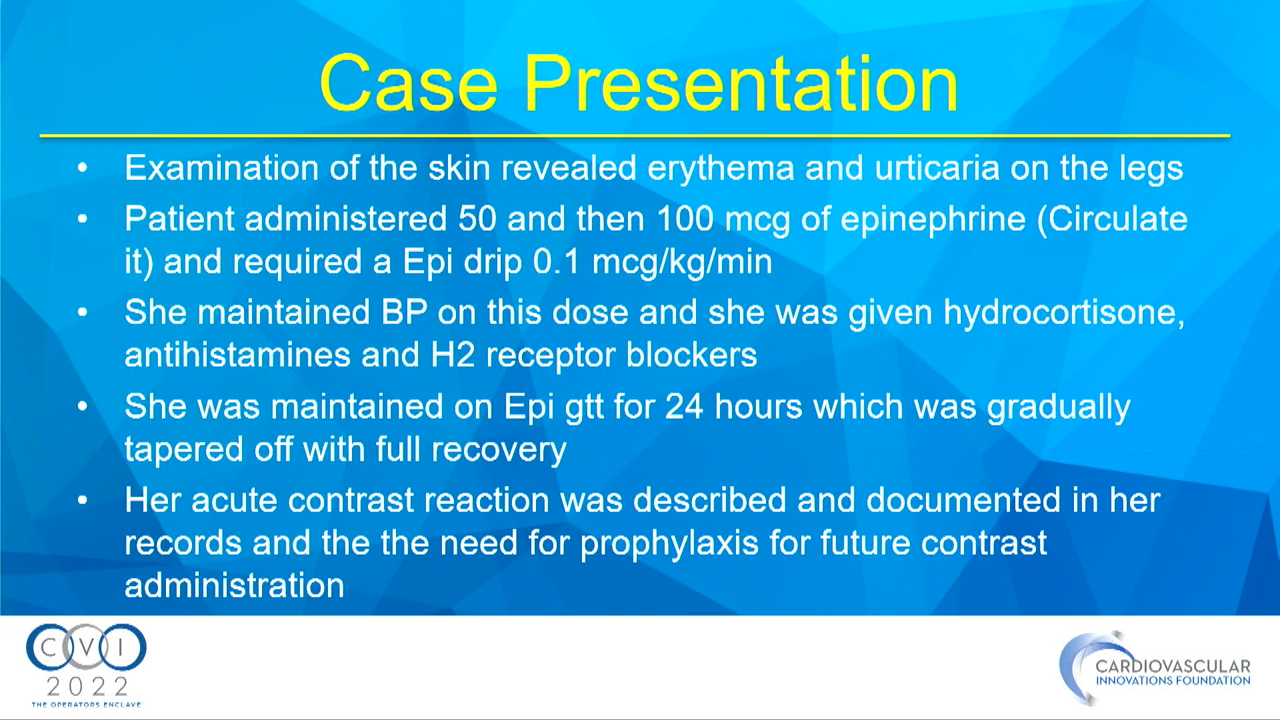 Case Presentation
• Examination of the skin revealed erythema and urticaria on the legs
• Patient administered 50 and then 100 mcg of epinephrine (Circulate
it) and required a Epi drip 0.1 mcg/kg/min
• She maintained BP on this dose and she was given hydrocortisone,
antihistamines and H2 receptor blockers
• She was maintained on Epi gtt for 24 hours which was gradually
tapered off with full recovery
• Her acute contrast reaction was described and documented in her
records and the the need for prophylaxis for future contrast
administration
CVI
2022
THE OPERATORS ENCLAVE
CARDIOVASCULAR
INNOVATIONS FOUNDATION